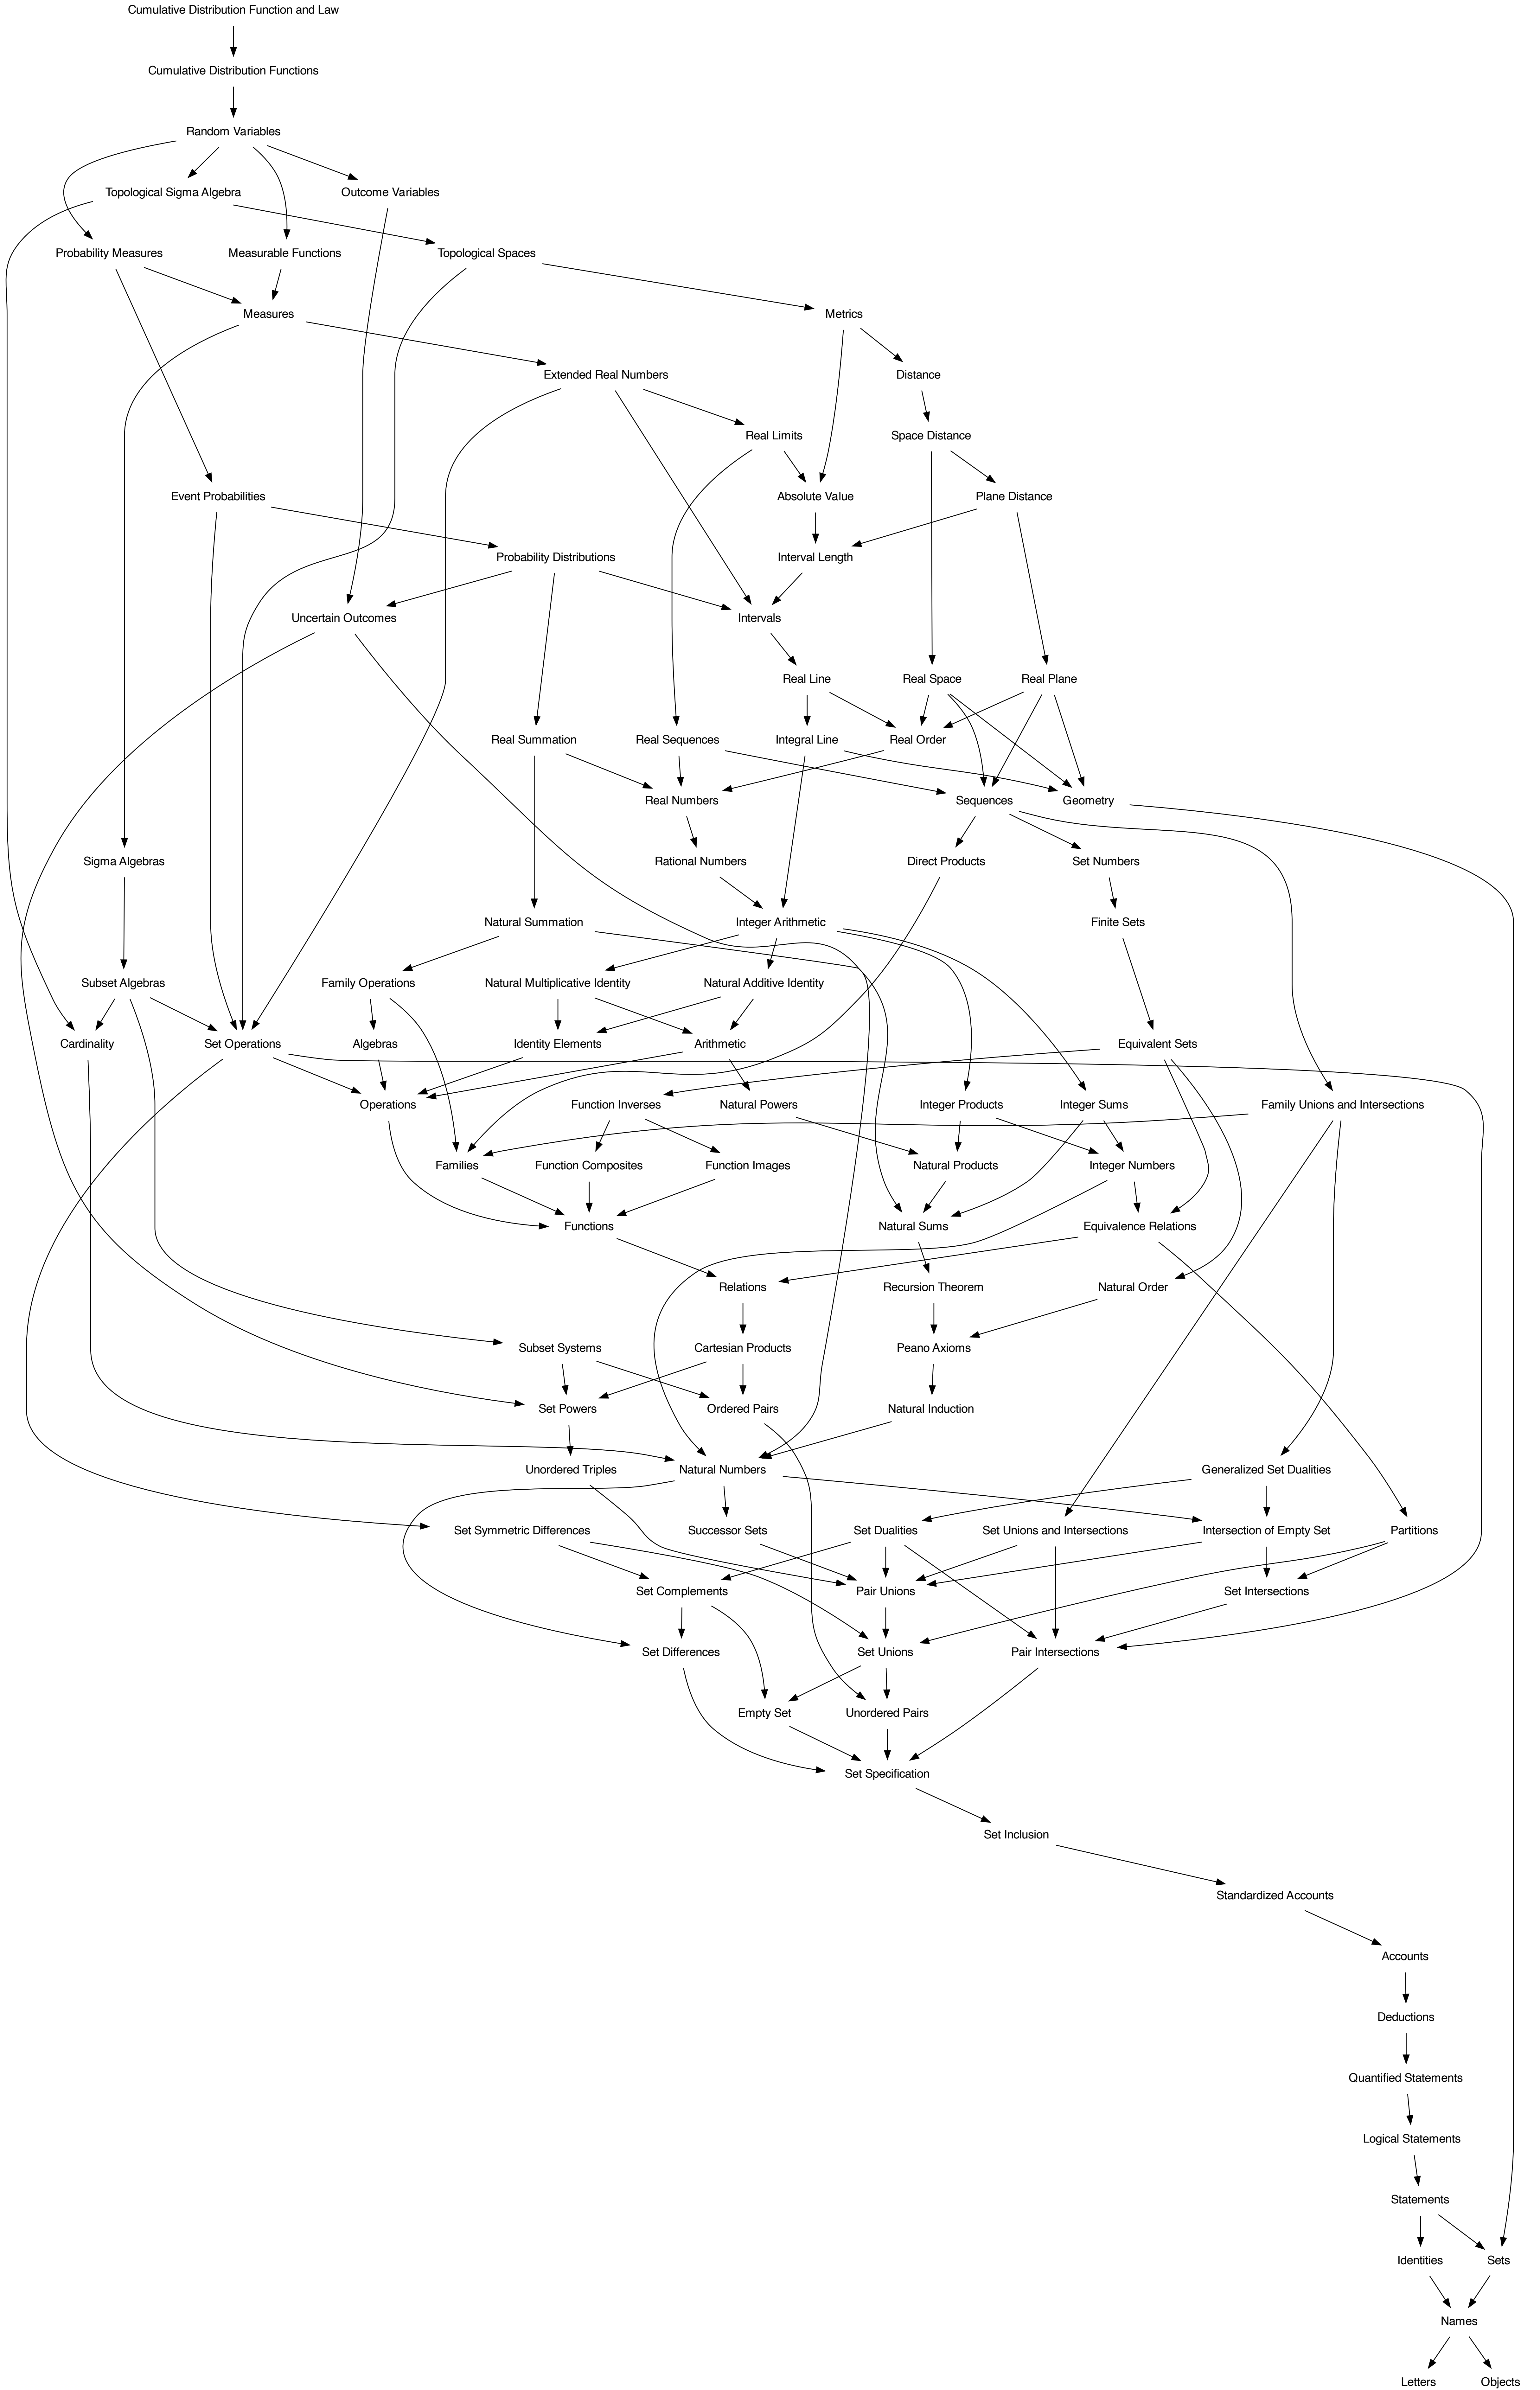 Cumulative Distribution Function and Law
Cumulative Distribution Functions
Random Variables
Topological Sigma Algebra
Outcome Variables
Probability Measures
Measurable Functions
Topological Spaces
Measures
Metrics
Extended Real Numbers
Distance
Real Limits
Space Distance
Event Probabilities
Absolute Value
Plane Distance
Probability Distributions
Interval Length
Uncertain Outcomes
Intervals
Real Line
Real Space
Real Plane
Real Summation
Real Sequences
Integral Line
Real Order
Real Numbers
Sequences
Geometry
Sigma Algebras
Rational Numbers
Direct Products
Set Numbers
Natural Summation
Integer Arithmetic
Finite Sets
Subset Algebras
Family Operations
Natural Multiplicative Identity
Natural Additive Identity
Cardinality
Set Operations
Algebras
Identity Elements
Arithmetic
Equivalent Sets
Operations
Function Inverses
Natural Powers
Integer Products
Integer Sums
Family Unions and Intersections
Families
Function Composites
Function Images
Natural Products
Integer Numbers
Functions
Natural Sums
Equivalence Relations
Relations
Recursion Theorem
Natural Order
Subset Systems
Cartesian Products
Peano Axioms
Set Powers
Ordered Pairs
Natural Induction
Unordered Triples
Natural Numbers
Generalized Set Dualities
Set Symmetric Differences
Successor Sets
Set Dualities
Set Unions and Intersections
Intersection of Empty Set
Partitions
Set Complements
Pair Unions
Set Intersections
Set Differences
Set Unions
Pair Intersections
Empty Set
Unordered Pairs
Set Specification
Set Inclusion
Standardized Accounts
Accounts
Deductions
Quantified Statements
Logical Statements
Statements
Identities
Sets
Names
Letters
Objects